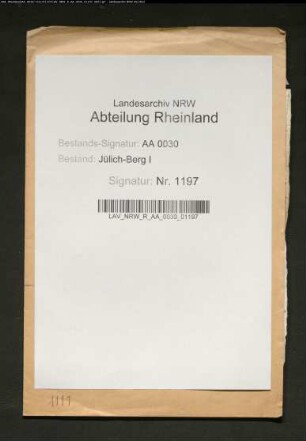 Landesarchiv NRW
Abteilung Rheinland
Bestands-Signatur: AA 0030
Bestand: Jülich-Berg I
Signatur: Nr. 1197
LAV_NRW_R_AA_0030_01197